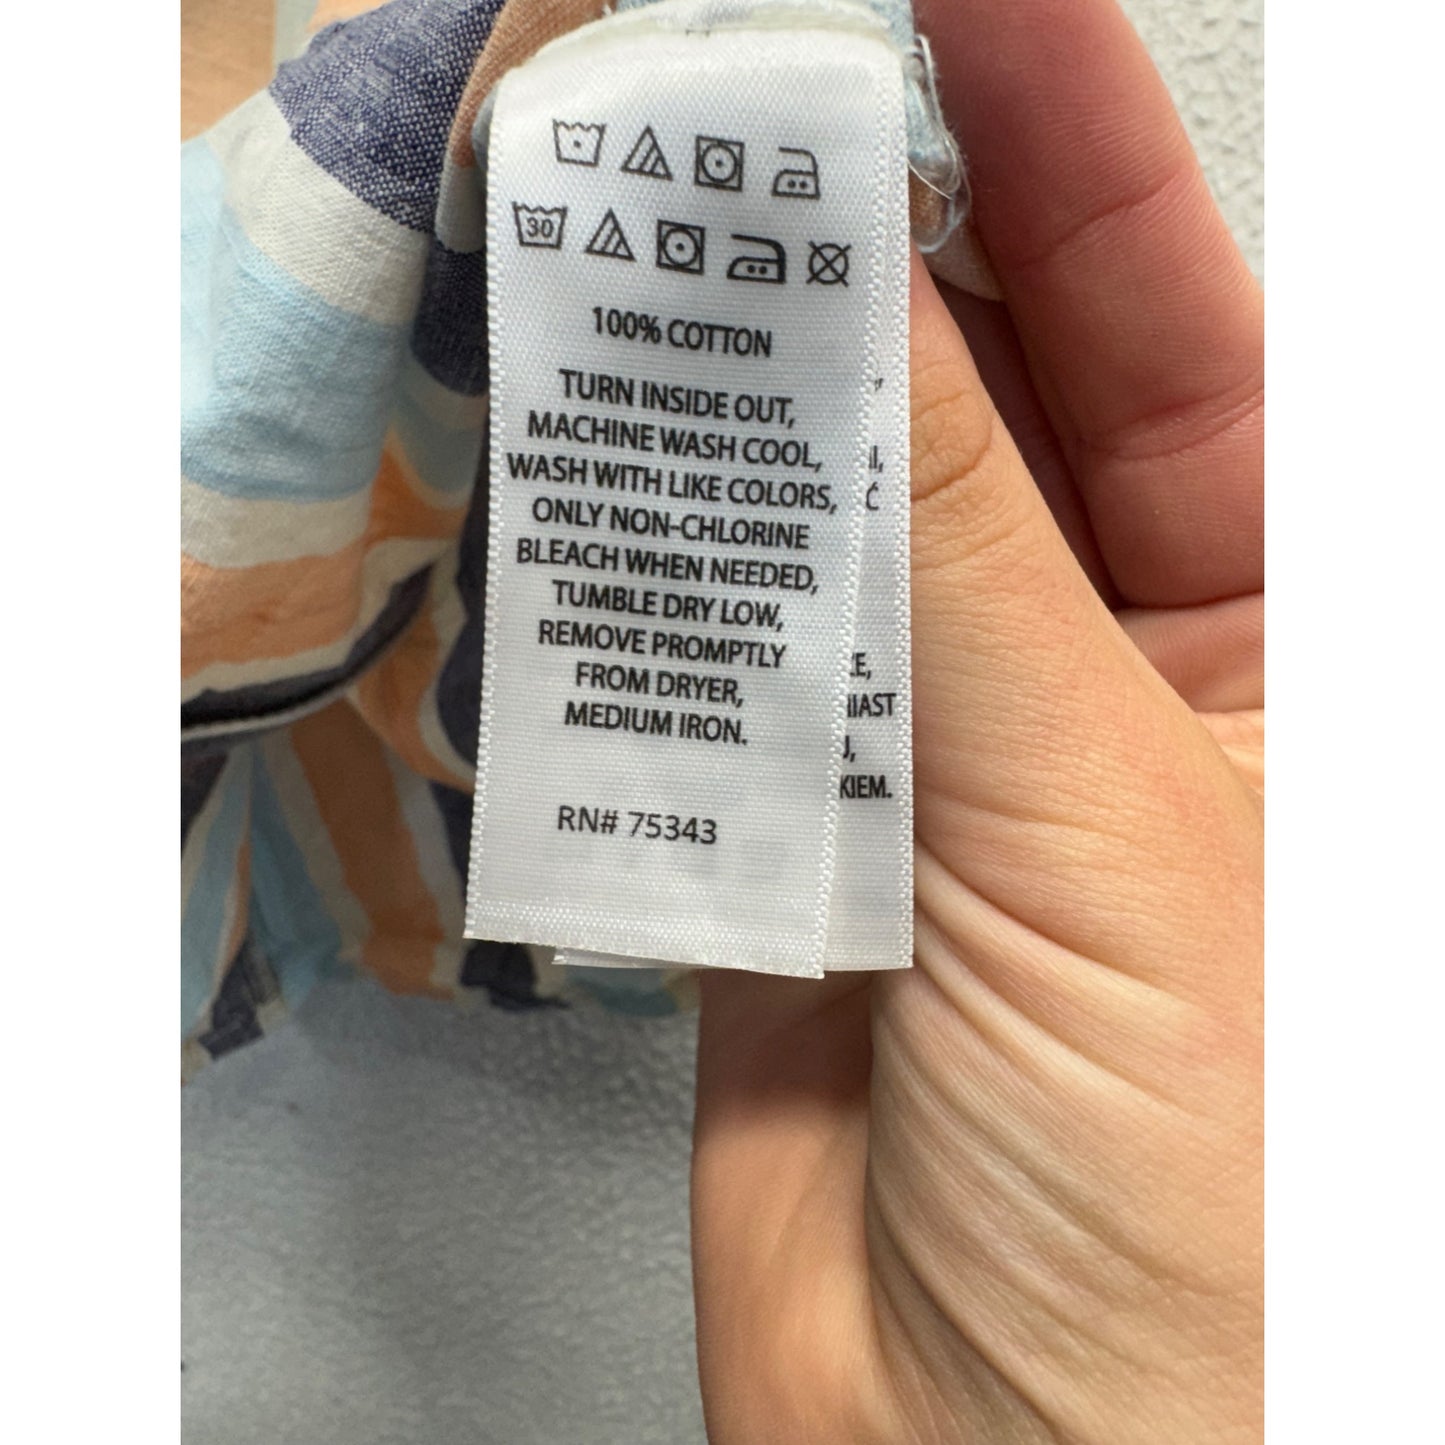 30
100% COTTON
TURN INSIDE OUT,
MACHINE WASH COOL,
WASH WITH LIKE COLORS,
ONLY NON-CHLORINE
BLEACH WHEN NEEDED,
TUMBLE DRY LOW,
REMOVE PROMPTLY
FROM DRYER,
MEDIUM IRON.
RN# 75343